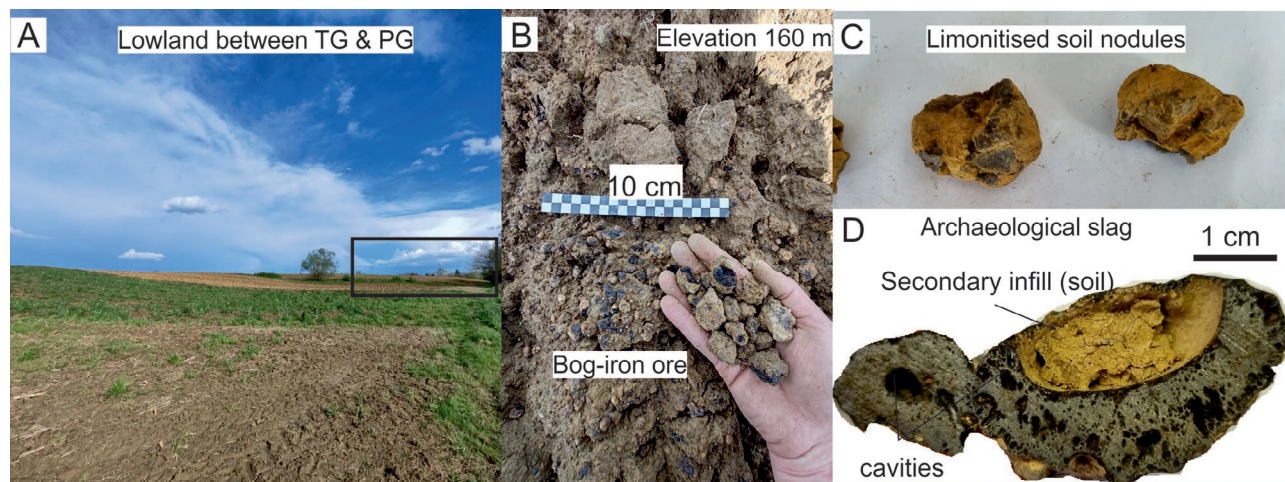 A
Lowland between TG & PG
B
Elevation 160 m
10 cm
Bog-iron ore
C
Limonitised soil nodules
D
Archaeological slag
1 cm
Secondary infill (soil)
cavities